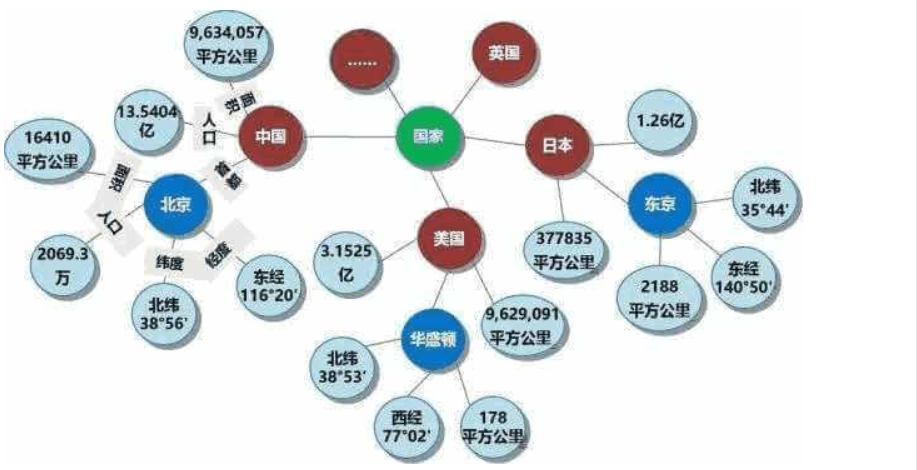 9,634,057
平方公里
......
英国
面积
13.5404
亿
人口
中国
国家
日本
1.26亿
16410
平方公里
首都
面积
北京
人口
东京
北纬
35°44'
美国
377835
平方公里
3.1525
亿
2069.3
万
纬度
经度
东经
116°20'
北纬
38°56'
2188
平方公里
东经
140°50'
9,629,091
平方公里
华盛顿
北纬
38°53'
西经
77°02'
178
平方公里